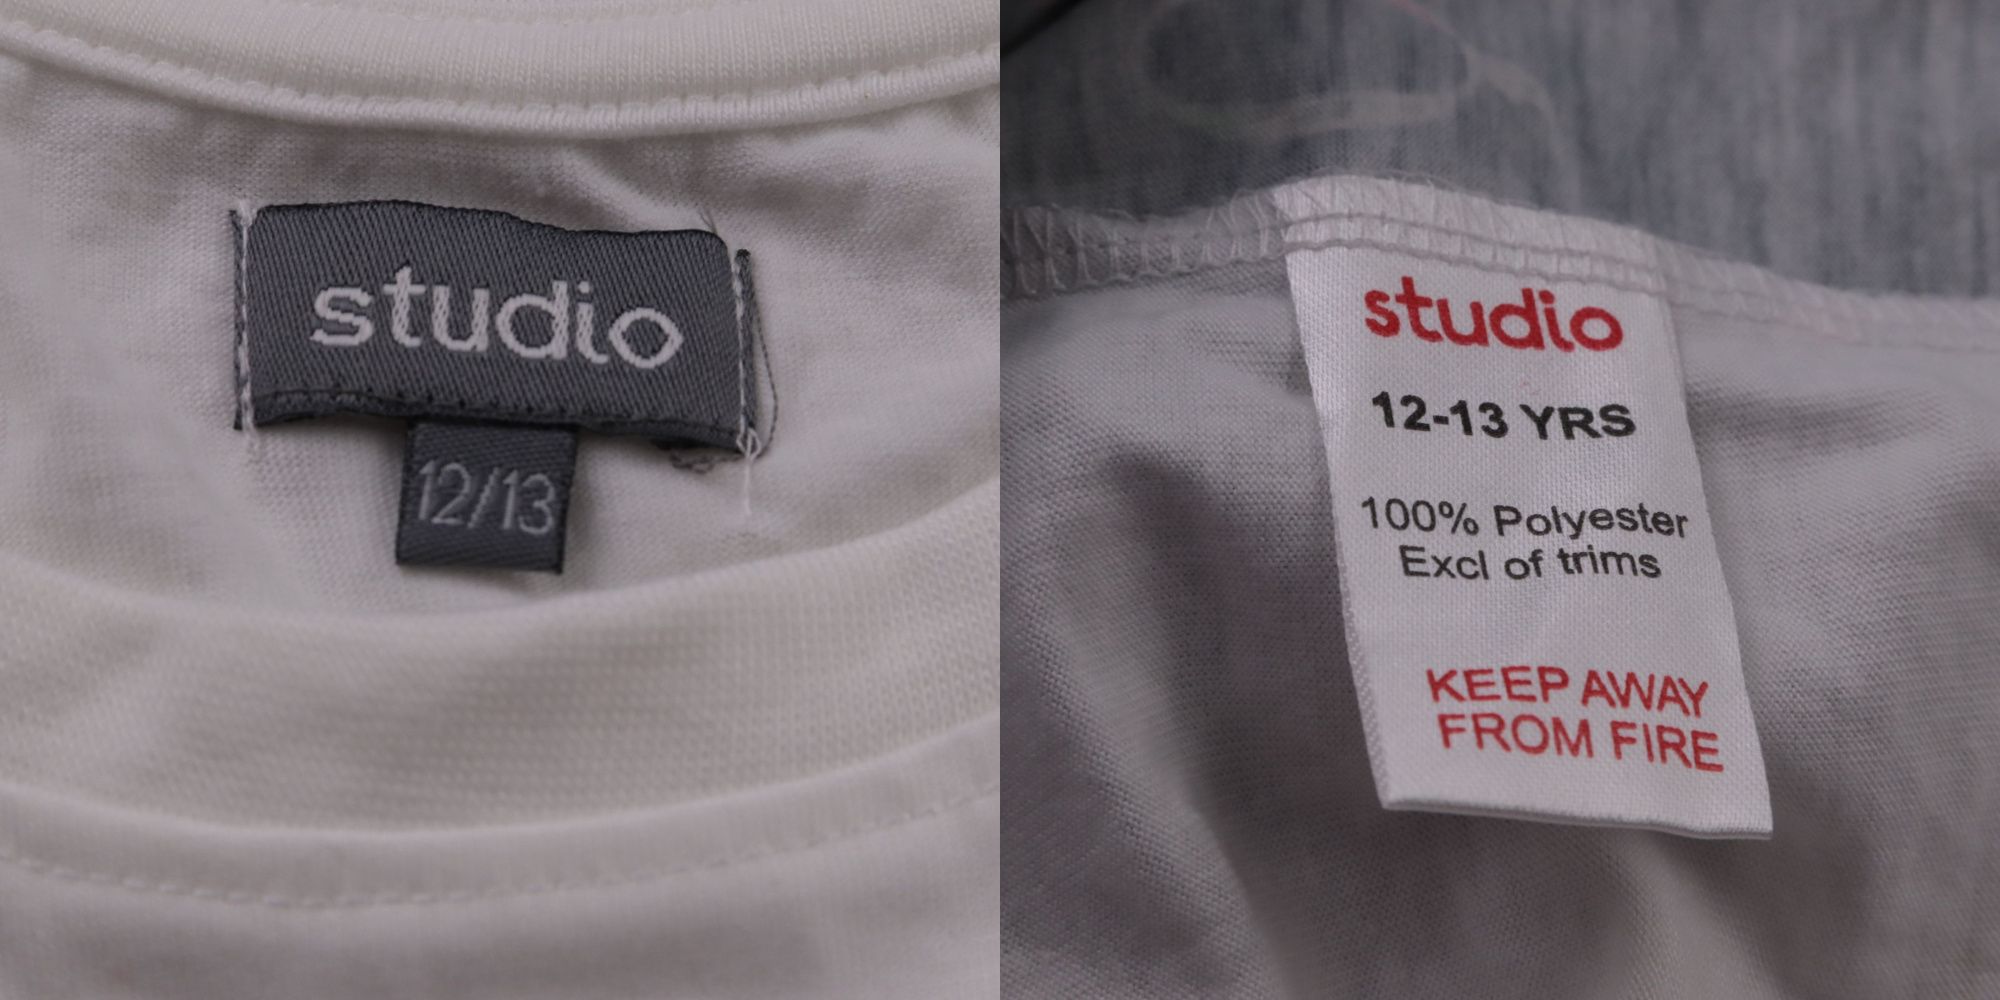 studio
12/13
studio
12-13 YRS
100% Polyester
Excl of trims
KEEP AWAY
FROM FIRE